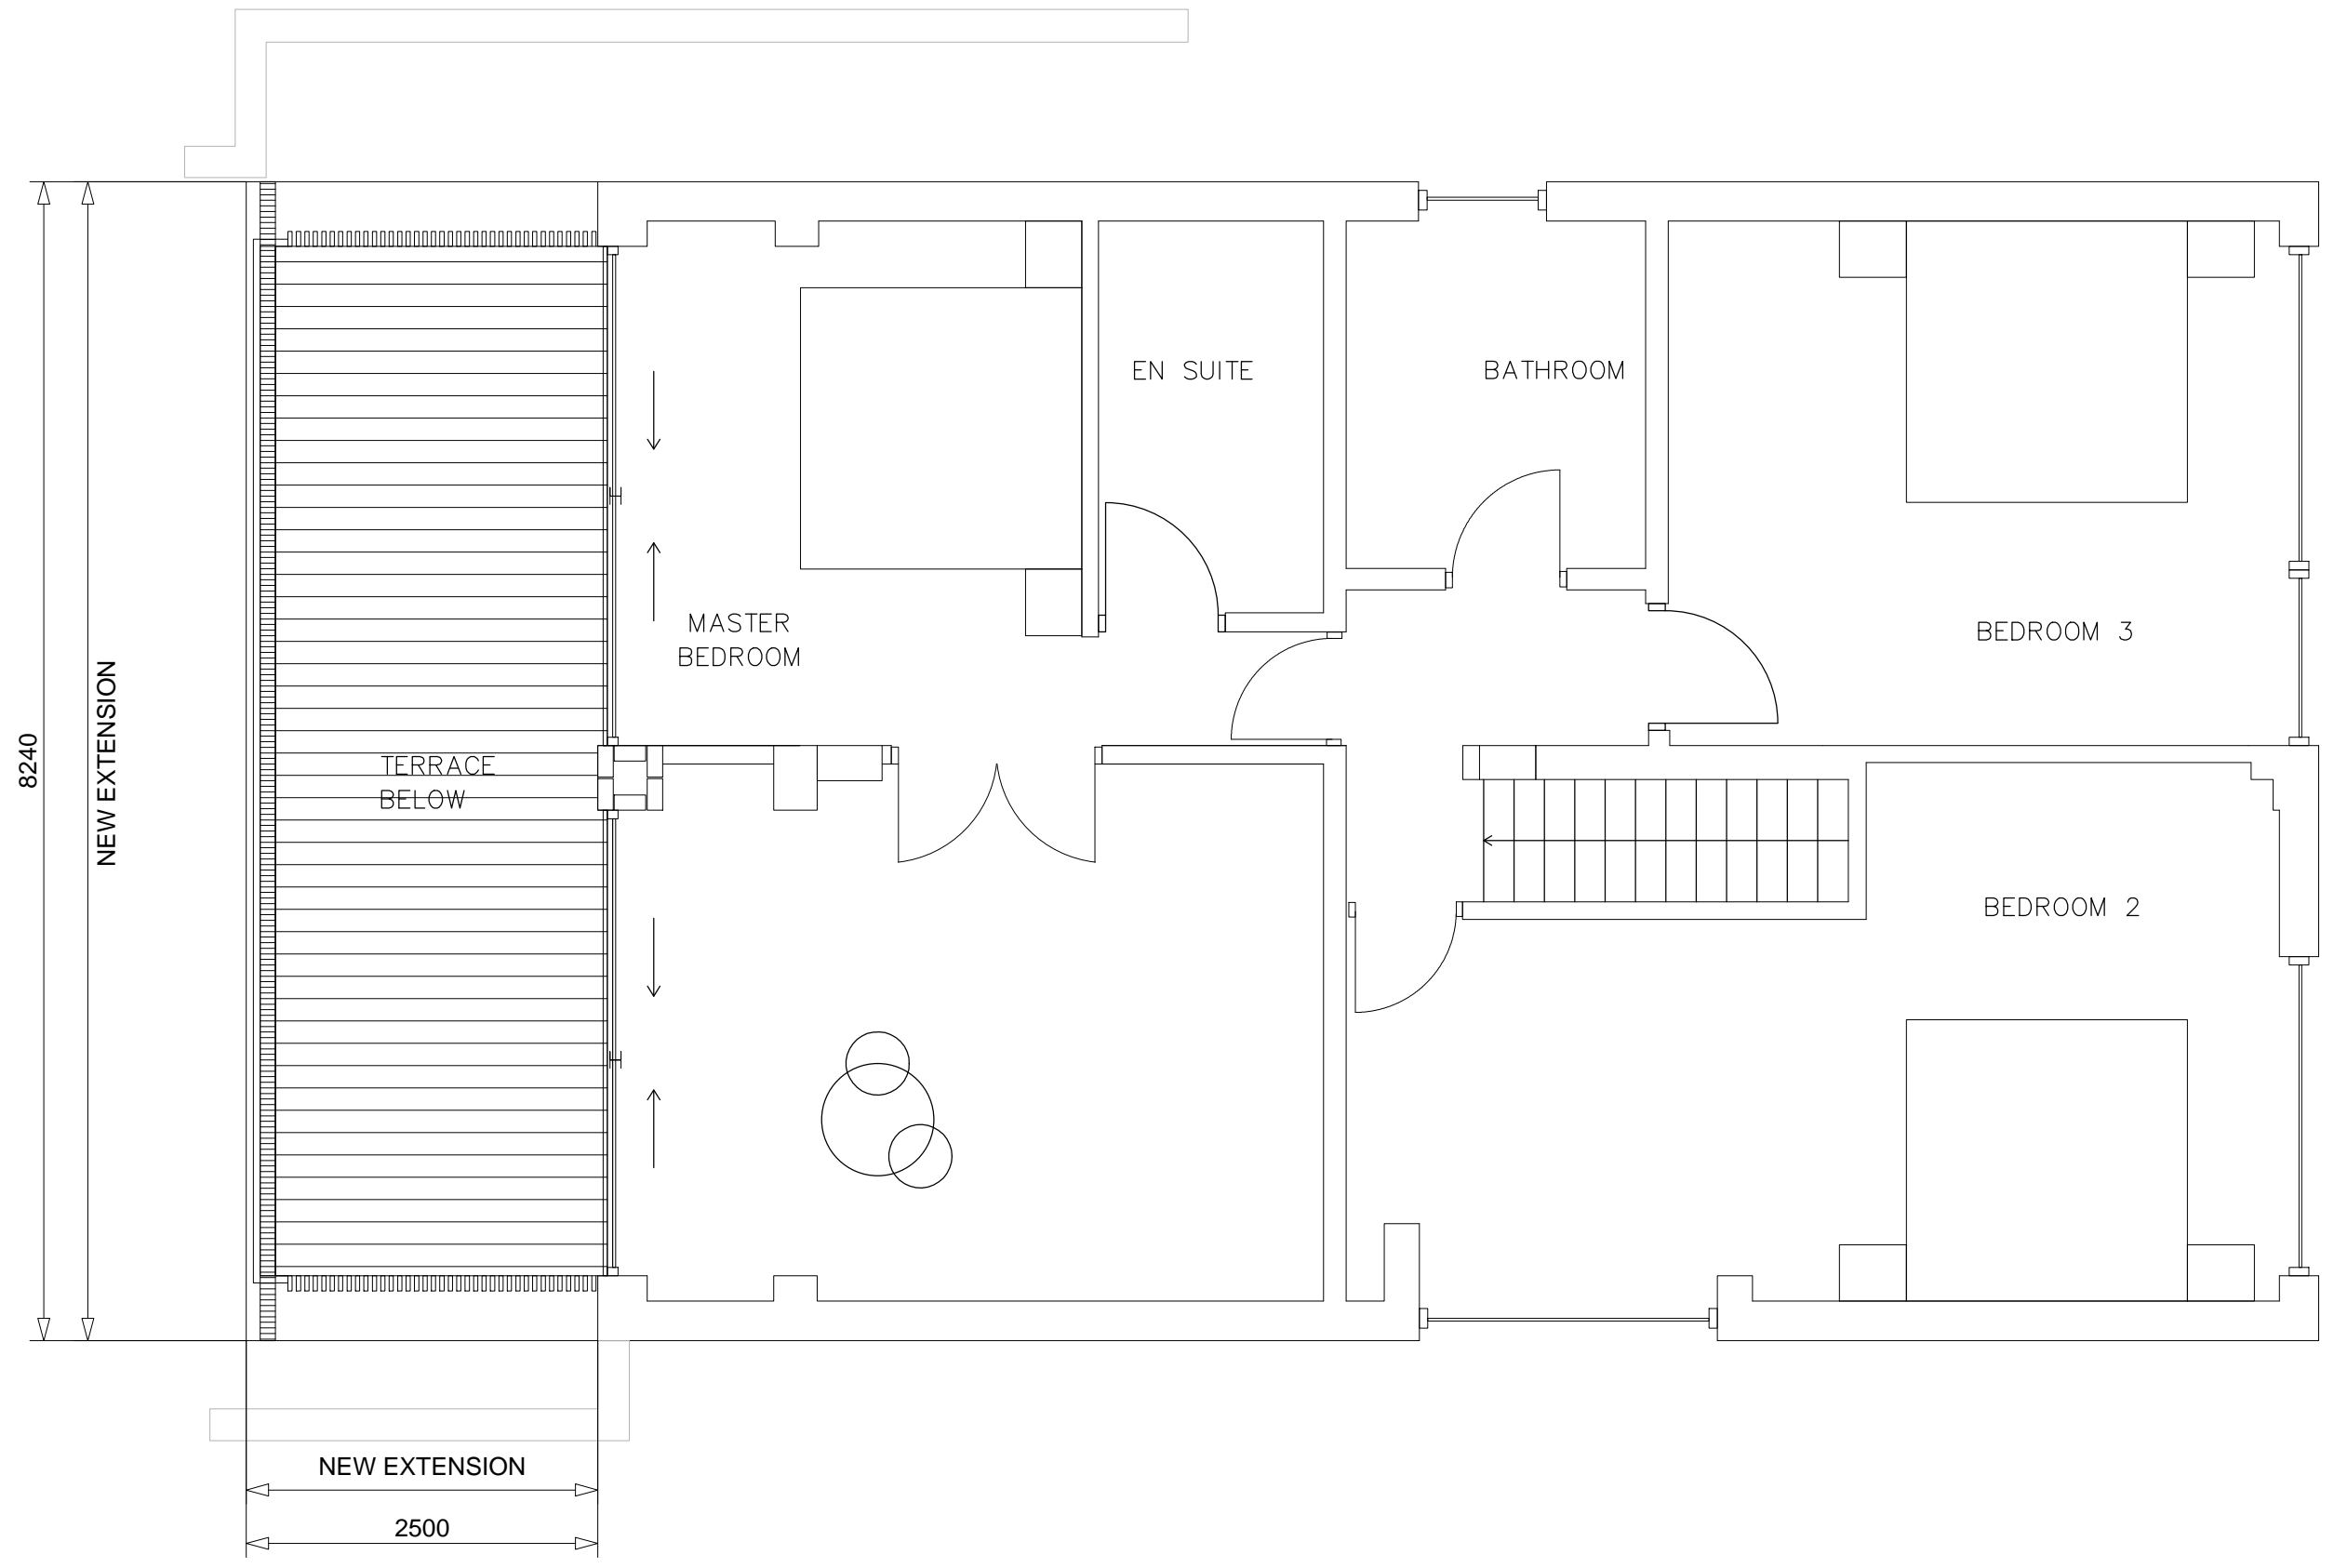 EN SUITE
BATHROOM
MASTER
BEDROOM
BEDROOM 3
TERRACE
BELOW
8240
NEW EXTENSION
BEDROOM 2
NEW EXTENSION
2500